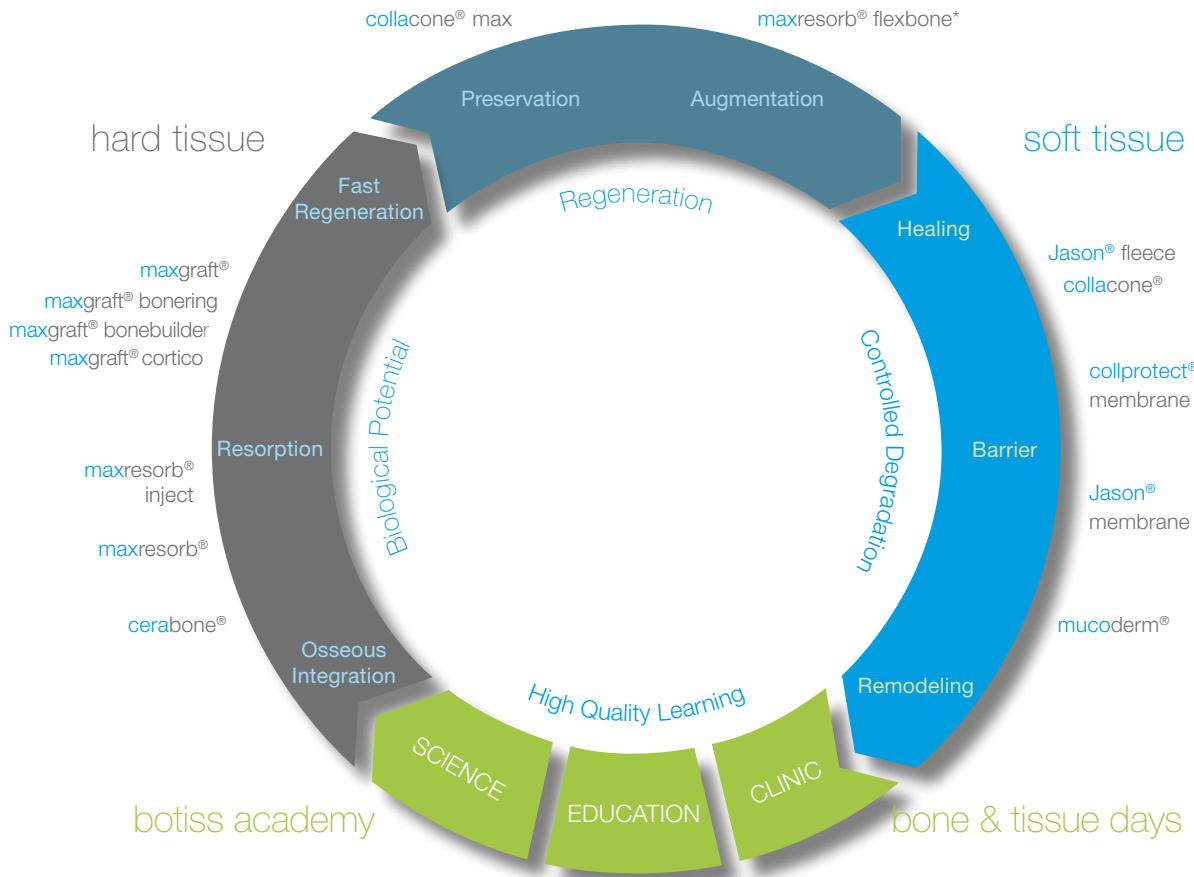 collacone® max
maxresorb® flexbone*
Preservation
Augmentation
hard tissue
soft tissue
Fast
Regeneration
Regeneration
Healing
Jason® fleece
collacone®
maxgraft®
maxgraft® bonering
maxgraft® bonebuilder
maxgraft® cortico
Biological Potential
Controlled Degradation
collprotect®
membrane
Resorption
Barrier
maxresorb®
inject
Jason®
membrane
maxresorb®
cerabone®
mucoderm®
Osseous
Integration
Remodeling
High Quality Learning
SCIENCE
EDUCATION
CLINIC
botiss academy
bone & tissue days